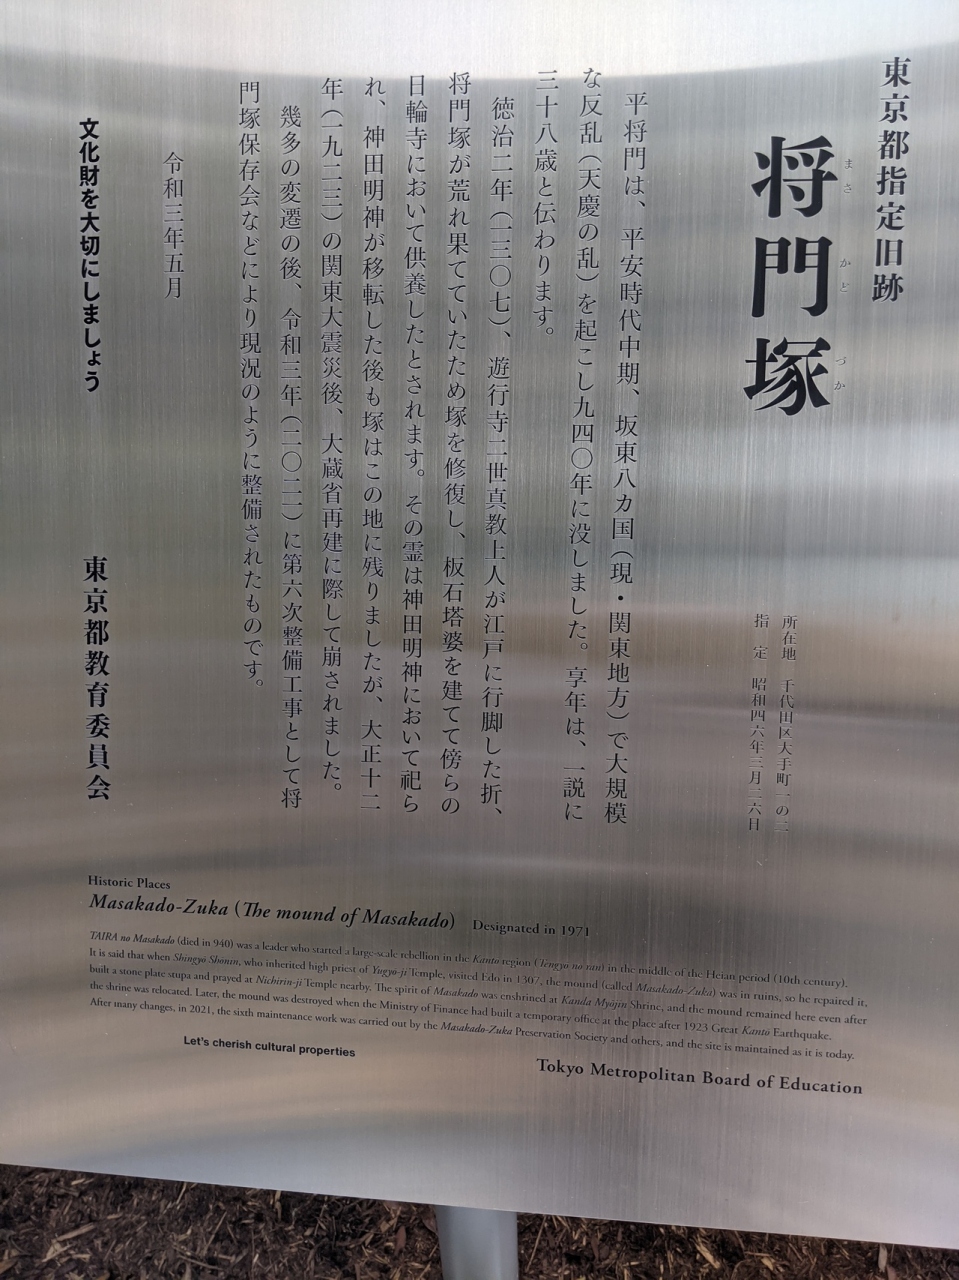 東京都指定旧跡
将門塚
まさ かど づか
所在地 千代田区大手町一の二
指 定 昭和四六年三月二六日
平将門は、平安時代中期、坂東八カ国(現・関東地方)で大規模
な反乱(天慶の乱)を起こし九四〇年に没しました。享年は、一説に
三十八歳と伝わります。
徳治二年(一三〇七)、遊行寺二世真教上人が江戸に行脚した折、
将門塚が荒れ果てていたため塚を修復し、板石塔婆を建てて傍らの
日輪寺において供養したとされます。その霊は神田明神において祀ら
れ、神田明神が移転した後も塚はこの地に残りましたが、大正十二
年(一九二三)の関東大震災後、大蔵省再建に際して崩されました。
幾多の変遷の後、令和三年(二〇二一)に第六次整備工事として将
門塚保存会などにより現況のように整備されたものです。
令和三年五月
文化財を大切にしましょう
東京都教育委員会
Historic Places
Masakado-Zuka (The mound of Masakado) Designated in 1971
TAIRA no Masakado (died in 940) was a leader who started a large-scale rebellion in the Kanto region (Tengyo no ran) in the middle of the Heian period (10th century).
It is said that when Shingyo Shonin, who inherited high priest of Yugyo-ji Temple, visited Edo in 1307, the mound (called Masakado-Zuka) was in ruins, so he repaired it,
built a stone plate stupa and prayed at Nichirin-ji Temple nearby. The spirit of Masakado was enshrined at Kanda Myōjin Shrine, and the mound remained here even after
the shrine was relocated. Later, the mound was destroyed when the Ministry of Finance had built a temporary office at the place after 1923 Great Kanto Earthquake.
After many changes, in 2021, the sixth maintenance work was carried out by the Masakado-Zuka Preservation Society and others, and the site is maintained as it is today.
Let's cherish cultural properties
Tokyo Metropolitan Board of Education